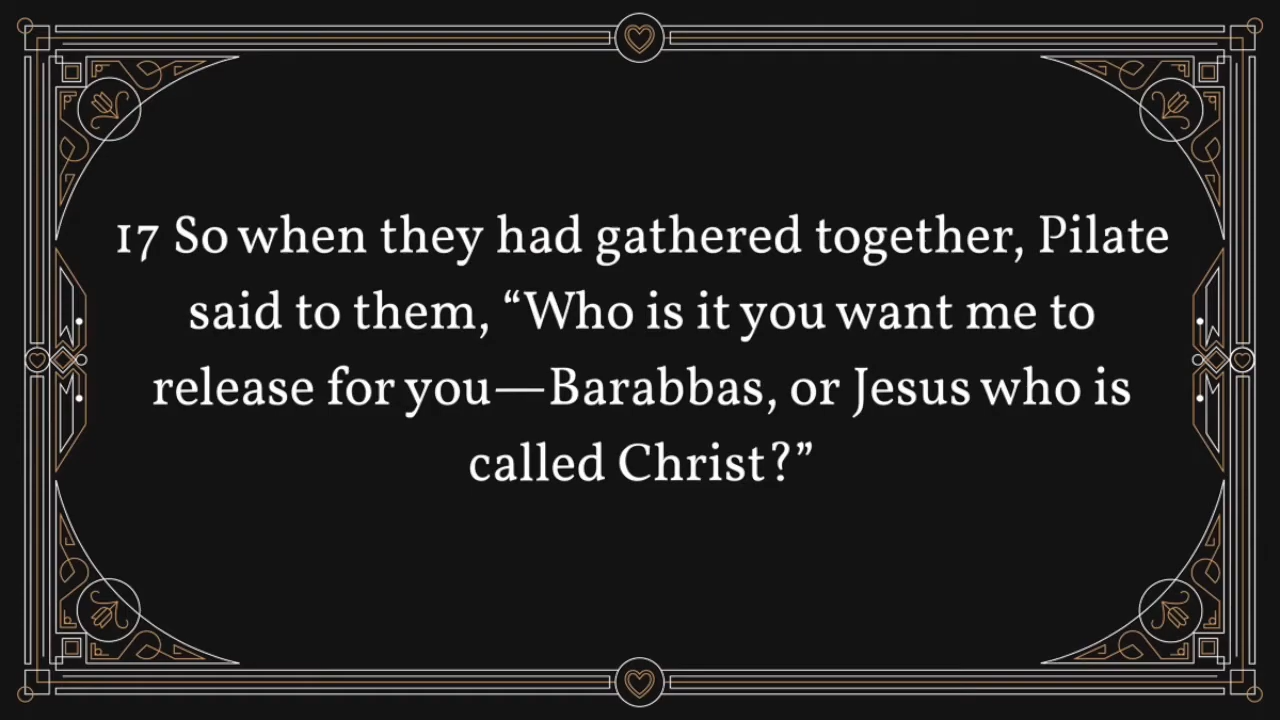 17 So when they had gathered together, Pilate
said to them, “Who is it you want me to
release for you—Barabbas, or Jesus who is
called Christ?”